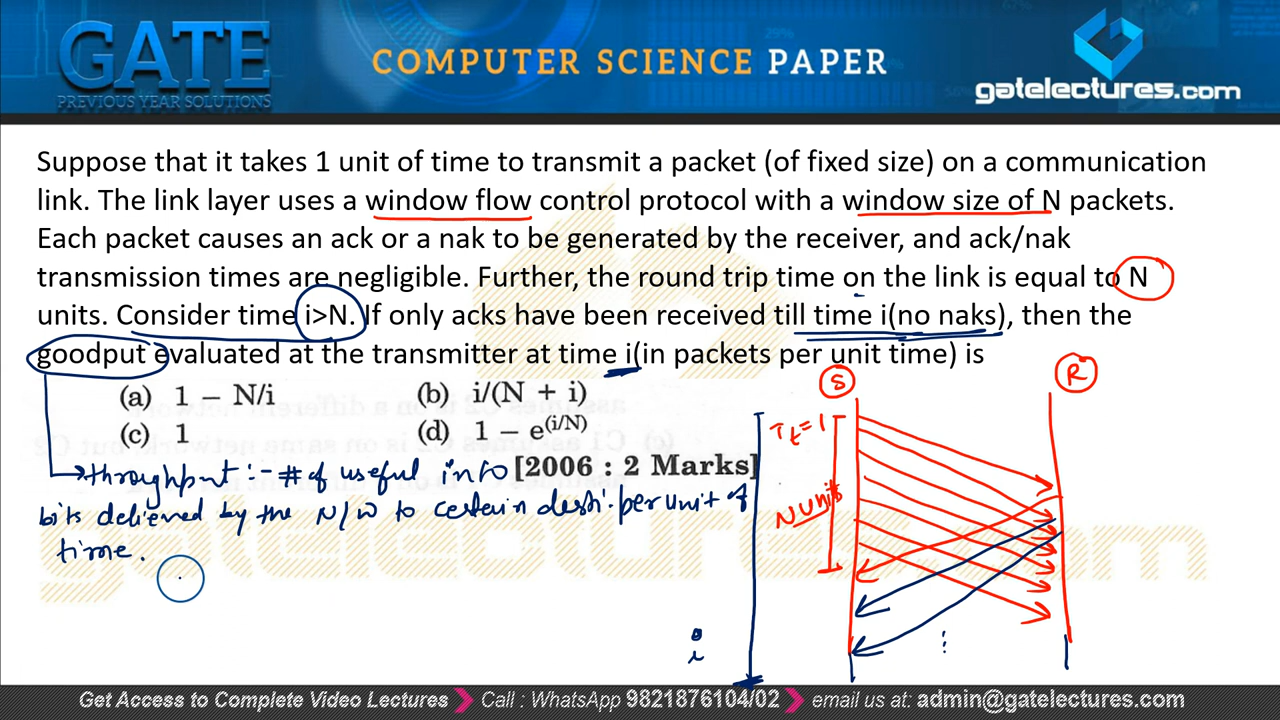 GATE
PREVIOUS YEAR SOLUTIONS
COMPUTER SCIENCE PAPER
gatelectures.com
Suppose that it takes 1 unit of time to transmit a packet (of fixed size) on a communication
link. The link layer uses a window flow control protocol with a window size of N packets.
Each packet causes an ack or a nak to be generated by the receiver, and ack/nak
transmission times are negligible. Further, the round trip time on the link is equal to N
units. Consider time i>N. If only acks have been received till time i(no naks), then the
goodput evaluated at the transmitter at time i(in packets per unit time) is
(a) 1 − N/i (b) i/(N + i)
(c) 1 (d) 1 − e^(i/N)
[2006 : 2 Marks]
throughput :- # of useful info
bits delievered by the N/W to certain desti. per unit of
time.
S
R
Tt = 1
N units
i
Get Access to Complete Video Lectures Call : WhatsApp 9821876104/02 email us at: admin@gatelectures.com